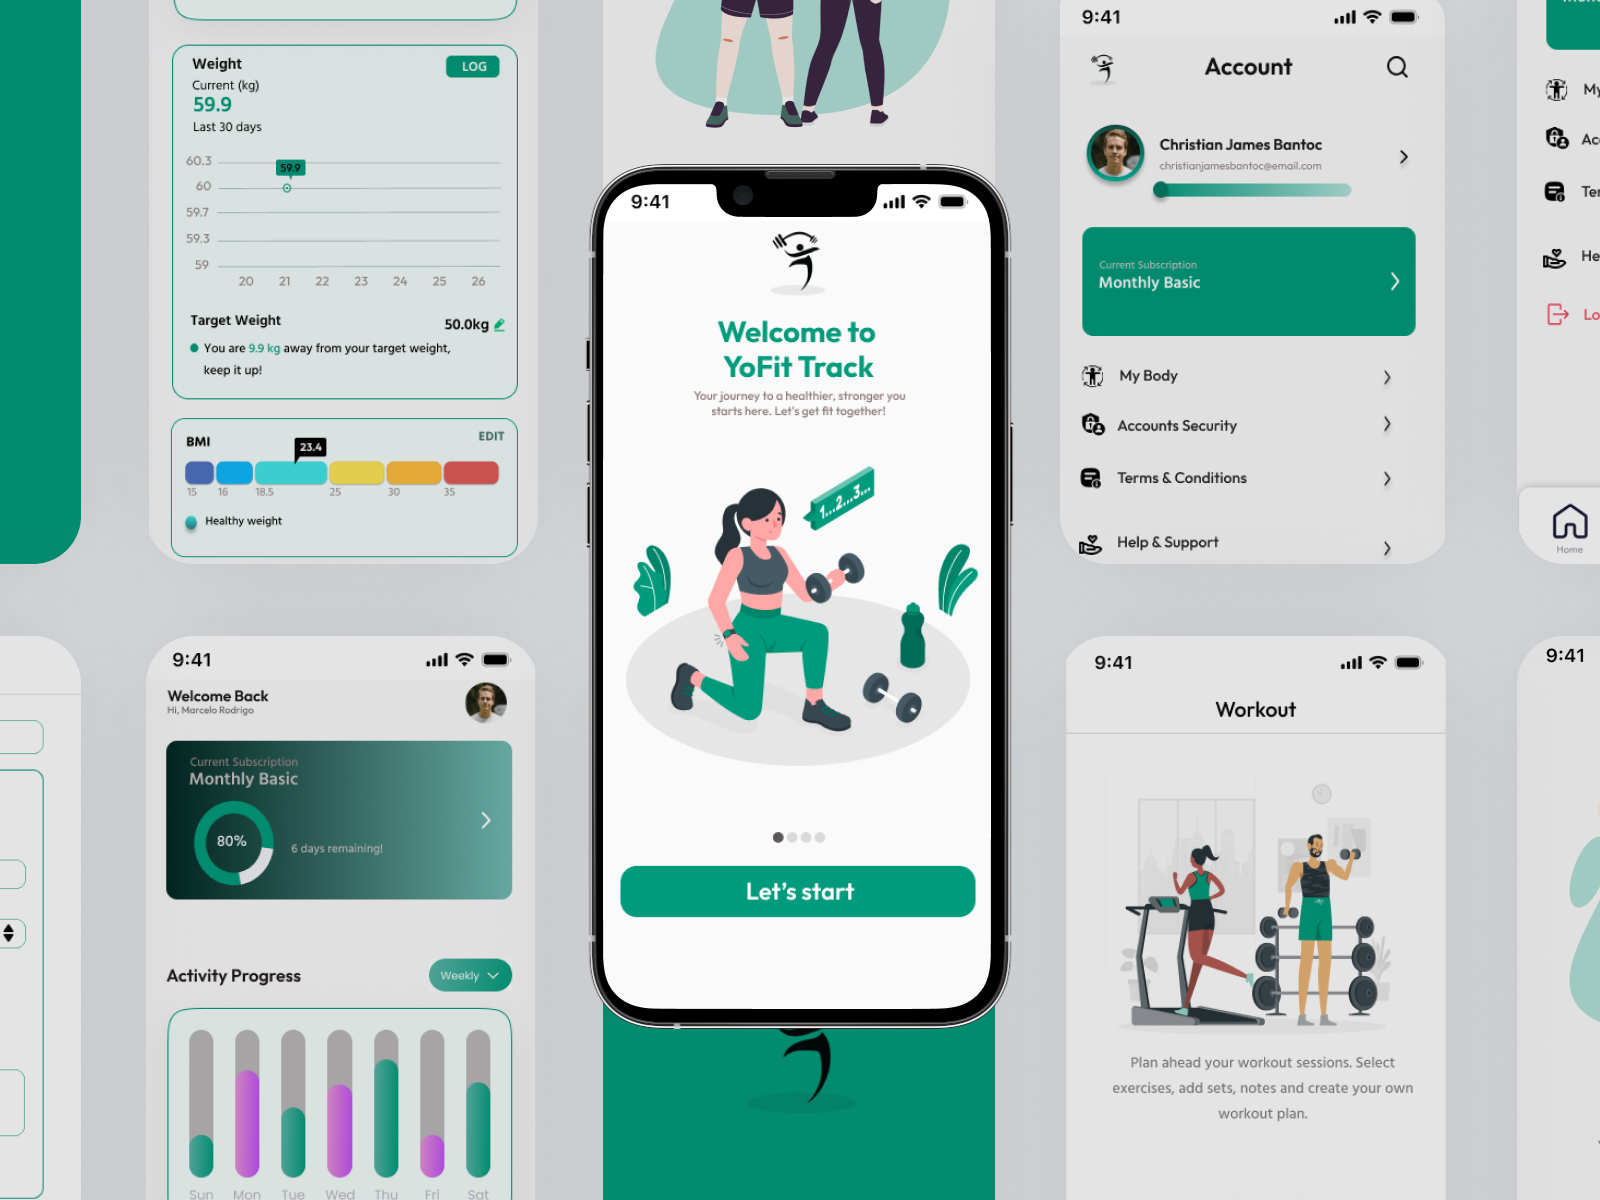 Weight
LOG
Current (kg)
59.9
Last 30 days
60.3
59.9
60
59.7
59.3
59
20 21 22 23 24 25 26
Target Weight
50.0kg
You are 9.9 kg away from your target weight,
keep it up!
BMI
EDIT
23.4
15 16 18.5 25 30 35
Healthy weight
9:41
Welcome Back
Hi, Marcelo Rodrigo
Current Subscription
Monthly Basic
80%
6 days remaining!
Activity Progress
Weekly
Sun Mon Tue Wed Thu Fri Sat
9:41
Welcome to
YoFit Track
Your journey to a healthier, stronger you
starts here. Let's get fit together!
1...2...3...
Let's start
9:41
Account
Christian James Bantoc
christianjamesbantoc@email.com
Current Subscription
Monthly Basic
My Body
Accounts Security
Terms & Conditions
Help & Support
9:41
Workout
Plan ahead your workout sessions. Select
exercises, add sets, notes and create your own
workout plan.
My
Ac
Ter
He
Lo
Home
9:41